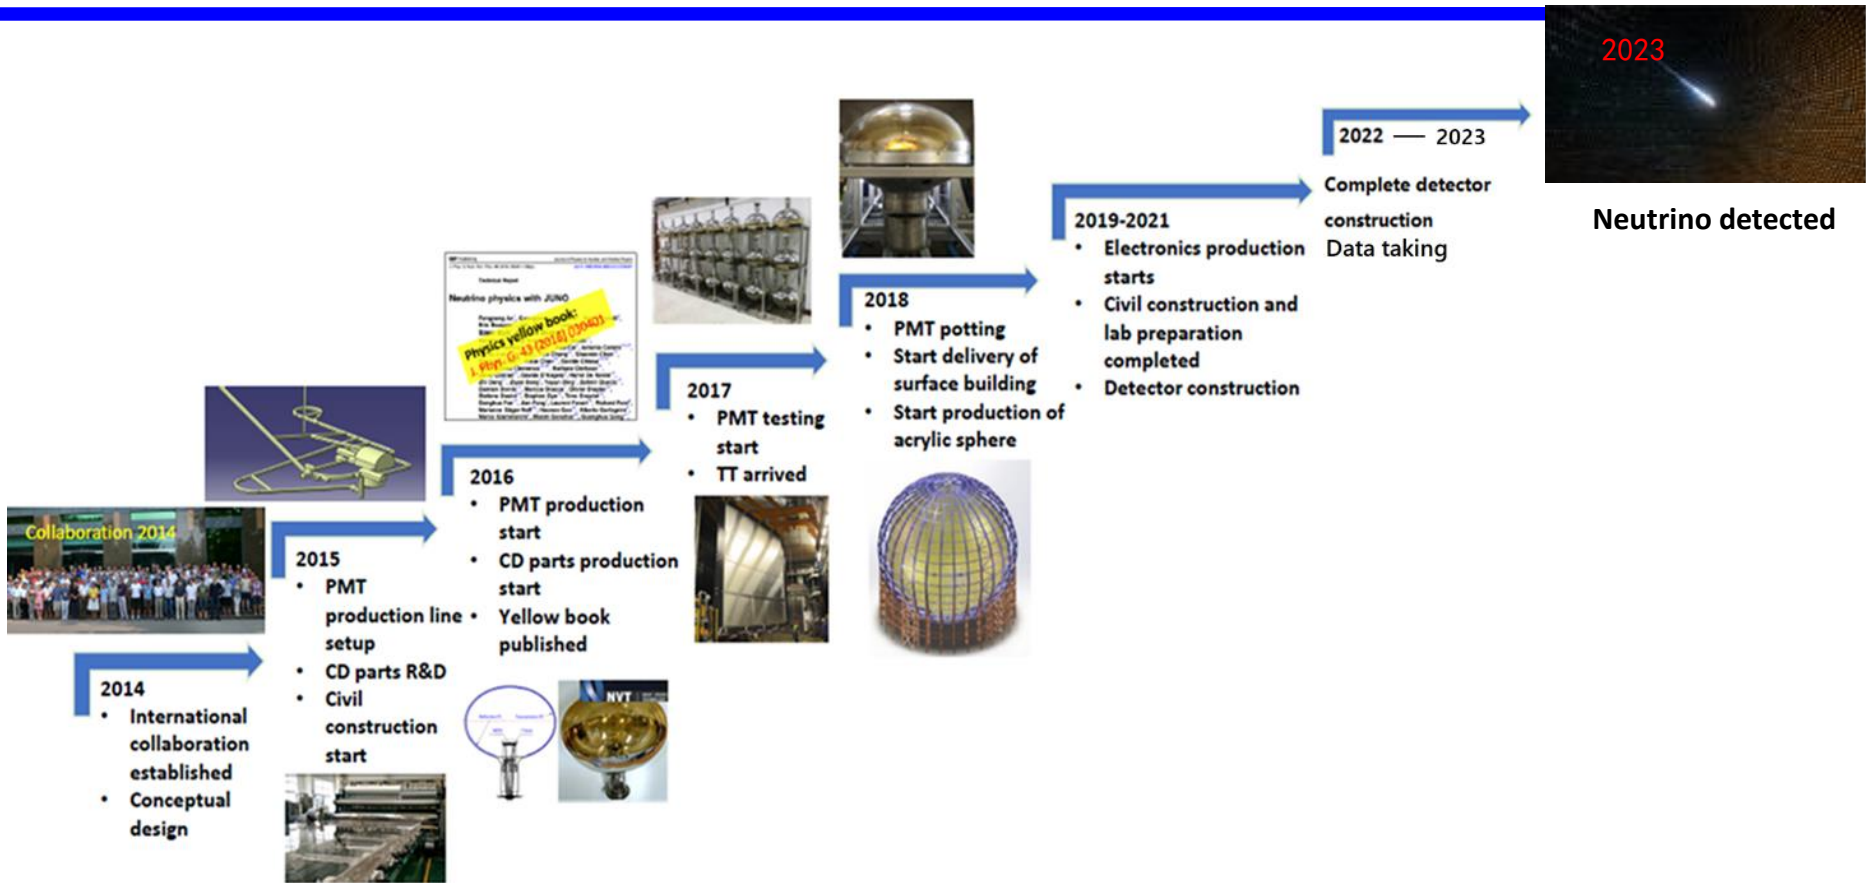 2023
Neutrino detected
2022 — 2023
Complete detector
construction
Data taking
2019-2021
• Electronics production
starts
• Civil construction and
lab preparation
completed
• Detector construction
2018
• PMT potting
• Start delivery of
surface building
• Start production of
acrylic sphere
2017
• PMT testing
start
• TT arrived
Technical Report
Neutrino physics with JUNO
Physics yellow book:
J. Phys. G. 43 (2016) 030401
2016
• PMT production
start
• CD parts production
start
• Yellow book
published
NVT
2015
• PMT
production line
setup
• CD parts R&D
• Civil
construction
start
Collaboration 2014
2014
• International
collaboration
established
• Conceptual
design